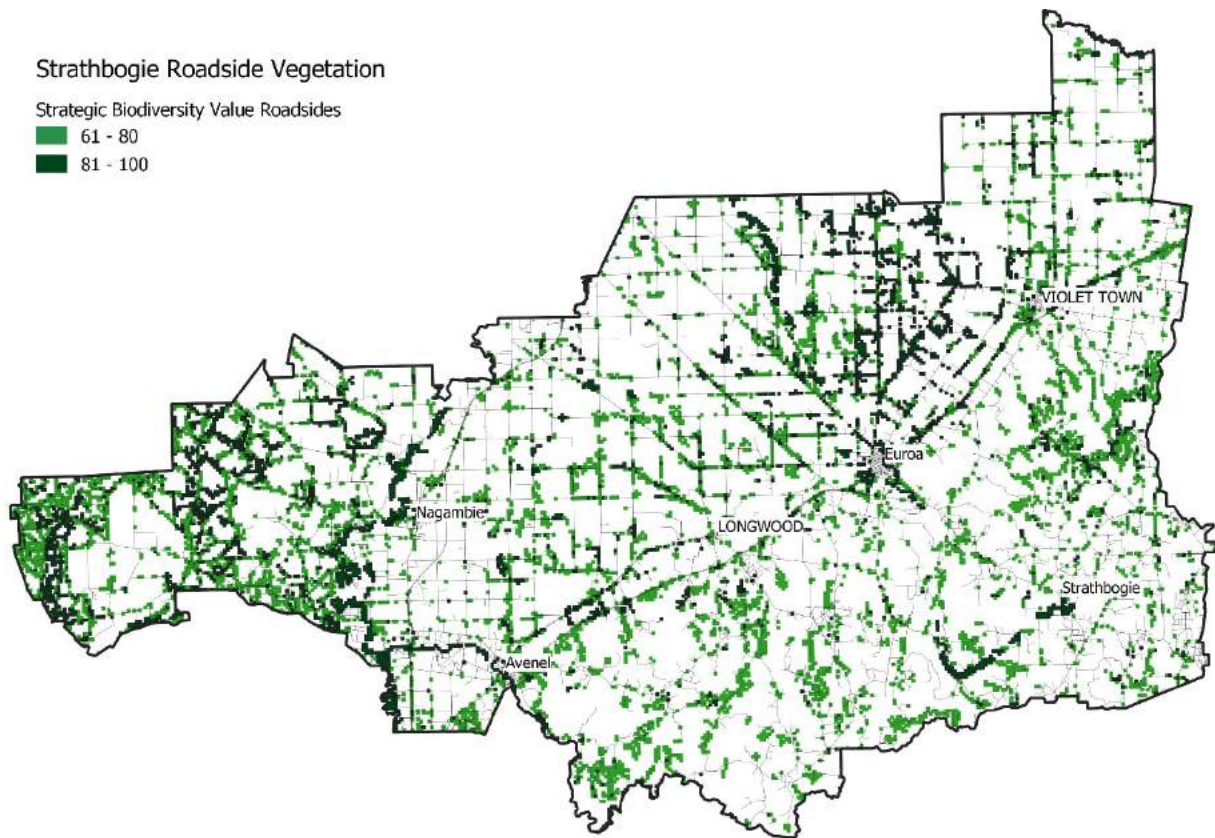 Strathbogie Roadside Vegetation
Strategic Biodiversity Value Roadsides
61 - 80
81 - 100
VIOLET TOWN
Euroa
Nagambie
LONGWOOD
Strathbogie
Avenel